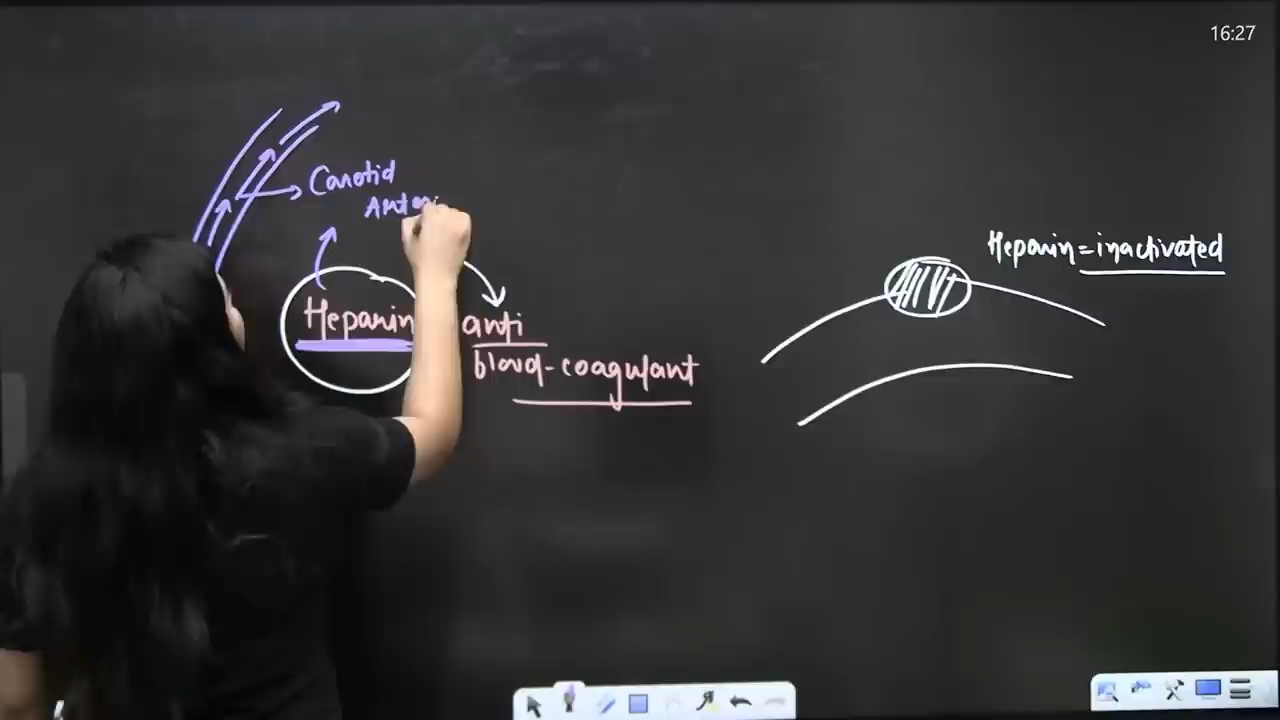 16:27
Carotid
Heparin = inactivated
Heparin
anti
blood-coagulant